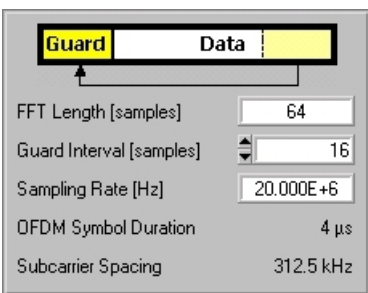 Guard Data
FFT Length [samples] 64
Guard Interval [samples] 16
Sampling Rate [Hz] 20.000E+6
OFDM Symbol Duration 4 µs
Subcarrier Spacing 312.5 kHz